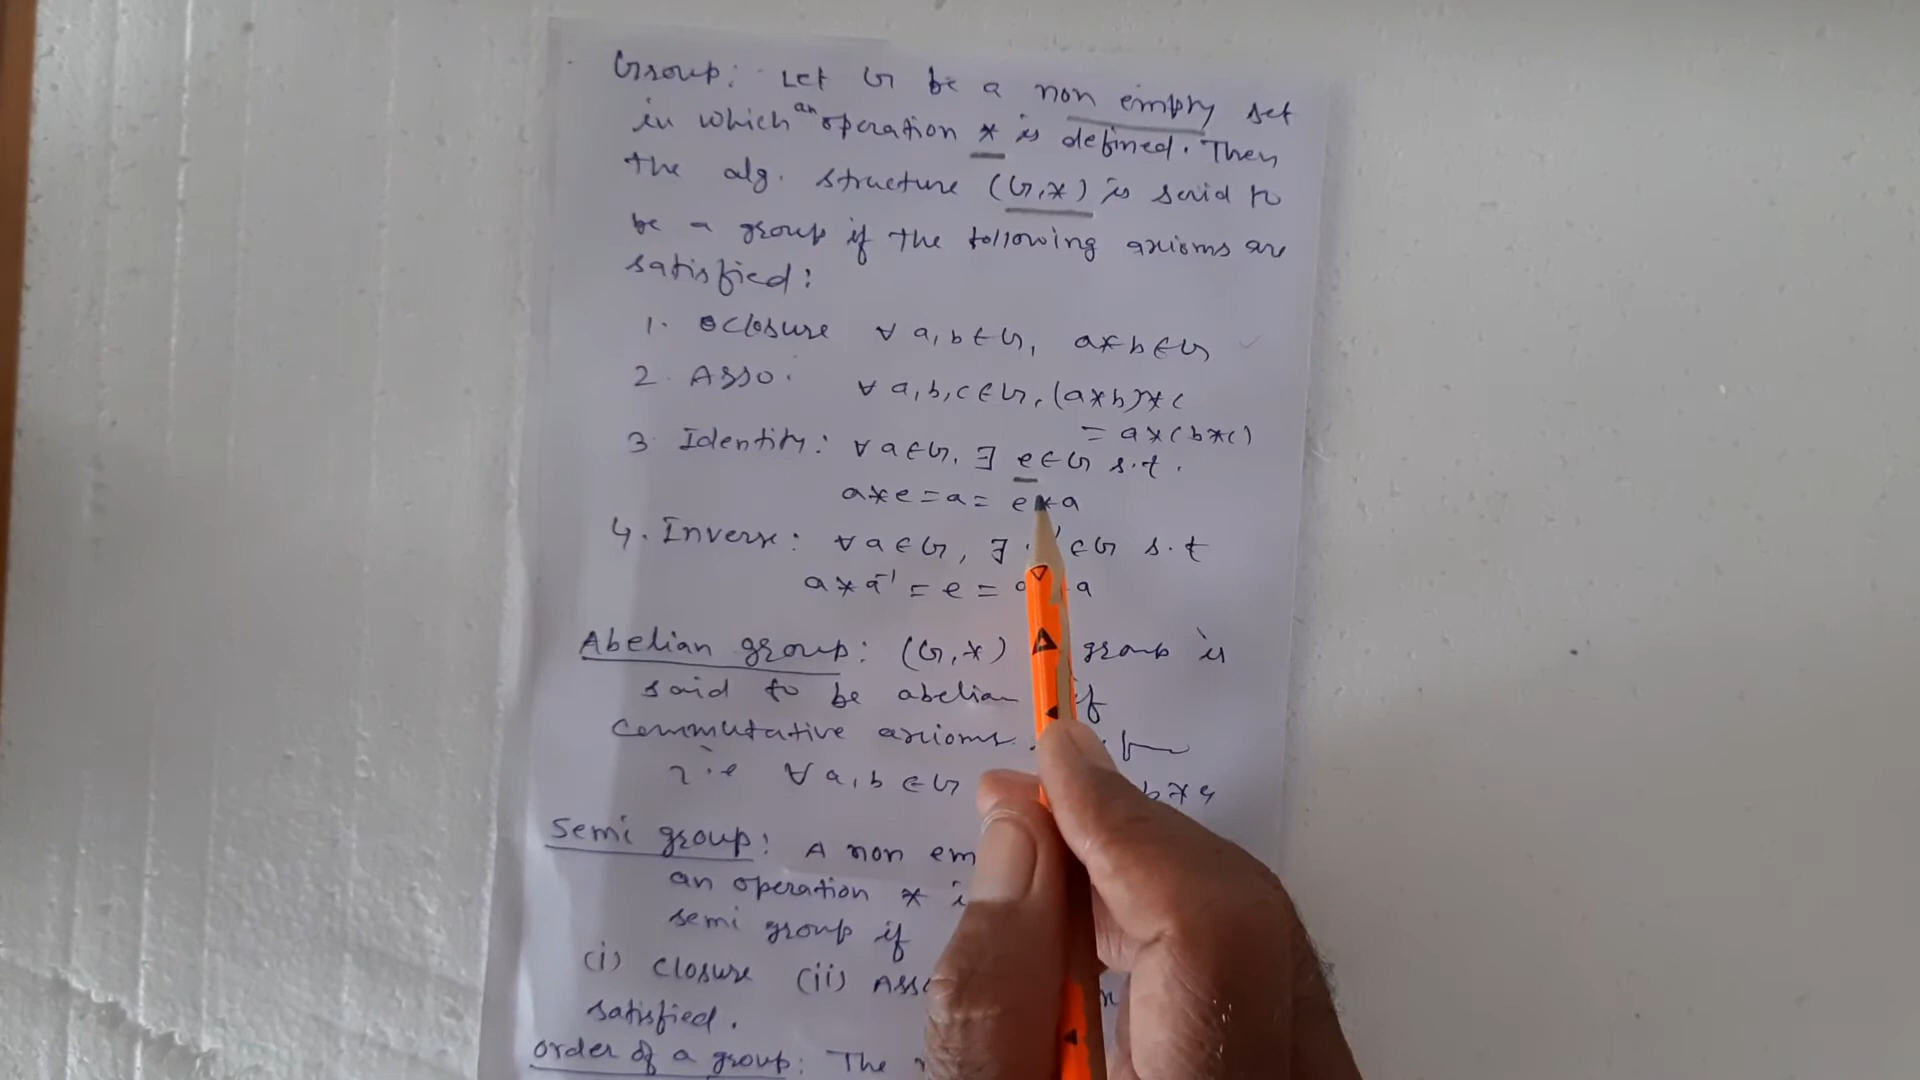 Group: Let G be a non empty set
in which an operation * is defined. Then
the alg. structure (G,*) is said to
be a group if the following axioms are
satisfied:
1. closure ∀ a,b ∈ G, a*b ∈ G
2. Asso. ∀ a,b,c ∈ G, (a*b)*c
= a*(b*c)
3. Identity: ∀ a ∈ G, ∃ e ∈ G s.t.
a*e = a = e*a
4. Inverse: ∀ a ∈ G, ∃ ∈ G s.t
a*a⁻¹ = e = a
Abelian group: (G,*) group is
said to be abelian if
commutative axioms
i.e ∀ a,b ∈ G b*a
Semi group: A non em
an operation *
semi group if
(i) closure (ii) Ass
satisfied.
order of a group: The